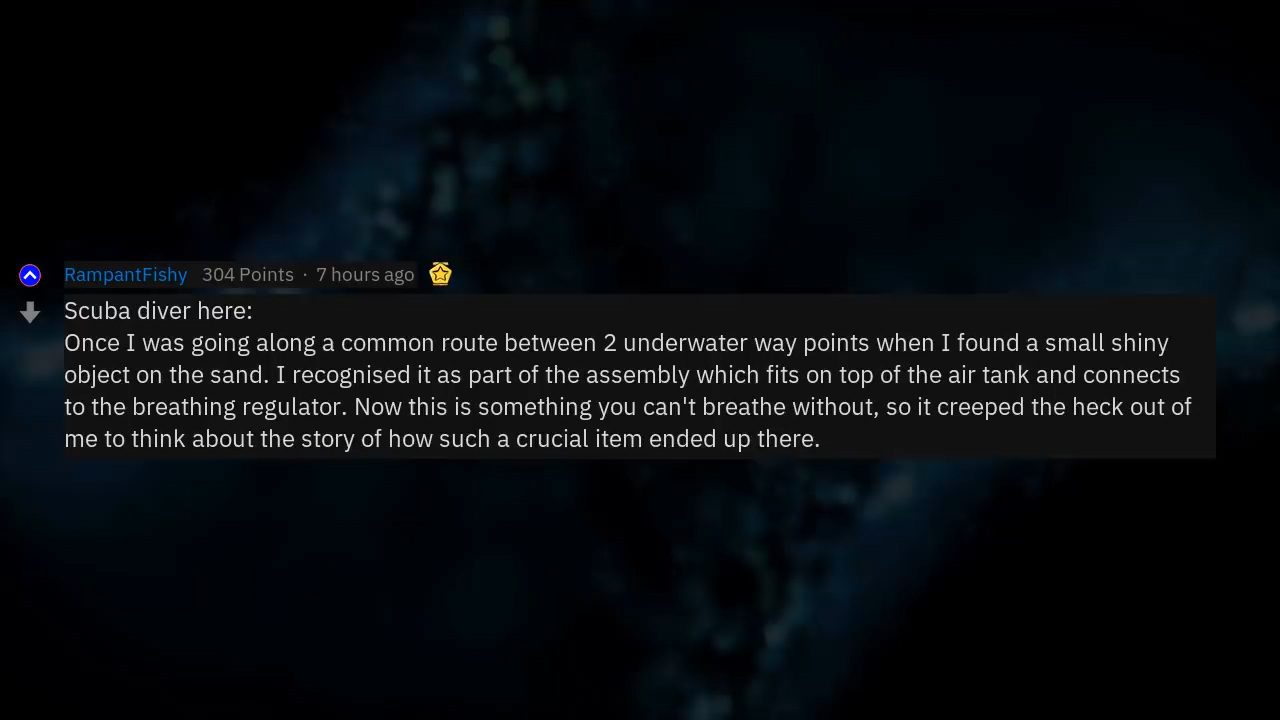 RampantFishy 304 Points · 7 hours ago
Scuba diver here:
Once I was going along a common route between 2 underwater way points when I found a small shiny
object on the sand. I recognised it as part of the assembly which fits on top of the air tank and connects
to the breathing regulator. Now this is something you can't breathe without, so it creeped the heck out of
me to think about the story of how such a crucial item ended up there.